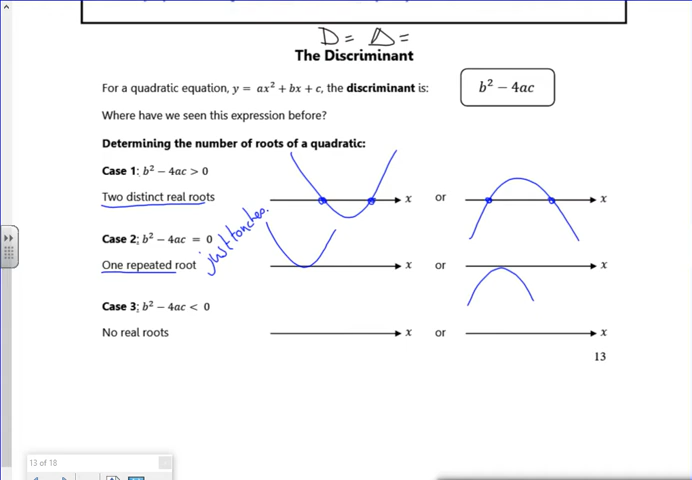 D = Δ =
The Discriminant
For a quadratic equation, y = ax² + bx + c, the discriminant is:
b² − 4ac
Where have we seen this expression before?
Determining the number of roots of a quadratic:
Case 1: b² − 4ac > 0
Two distinct real roots
x
or
x
just touches.
Case 2: b² − 4ac = 0
One repeated root
x
or
x
Case 3: b² − 4ac < 0
No real roots
x
or
x
13
13 of 18